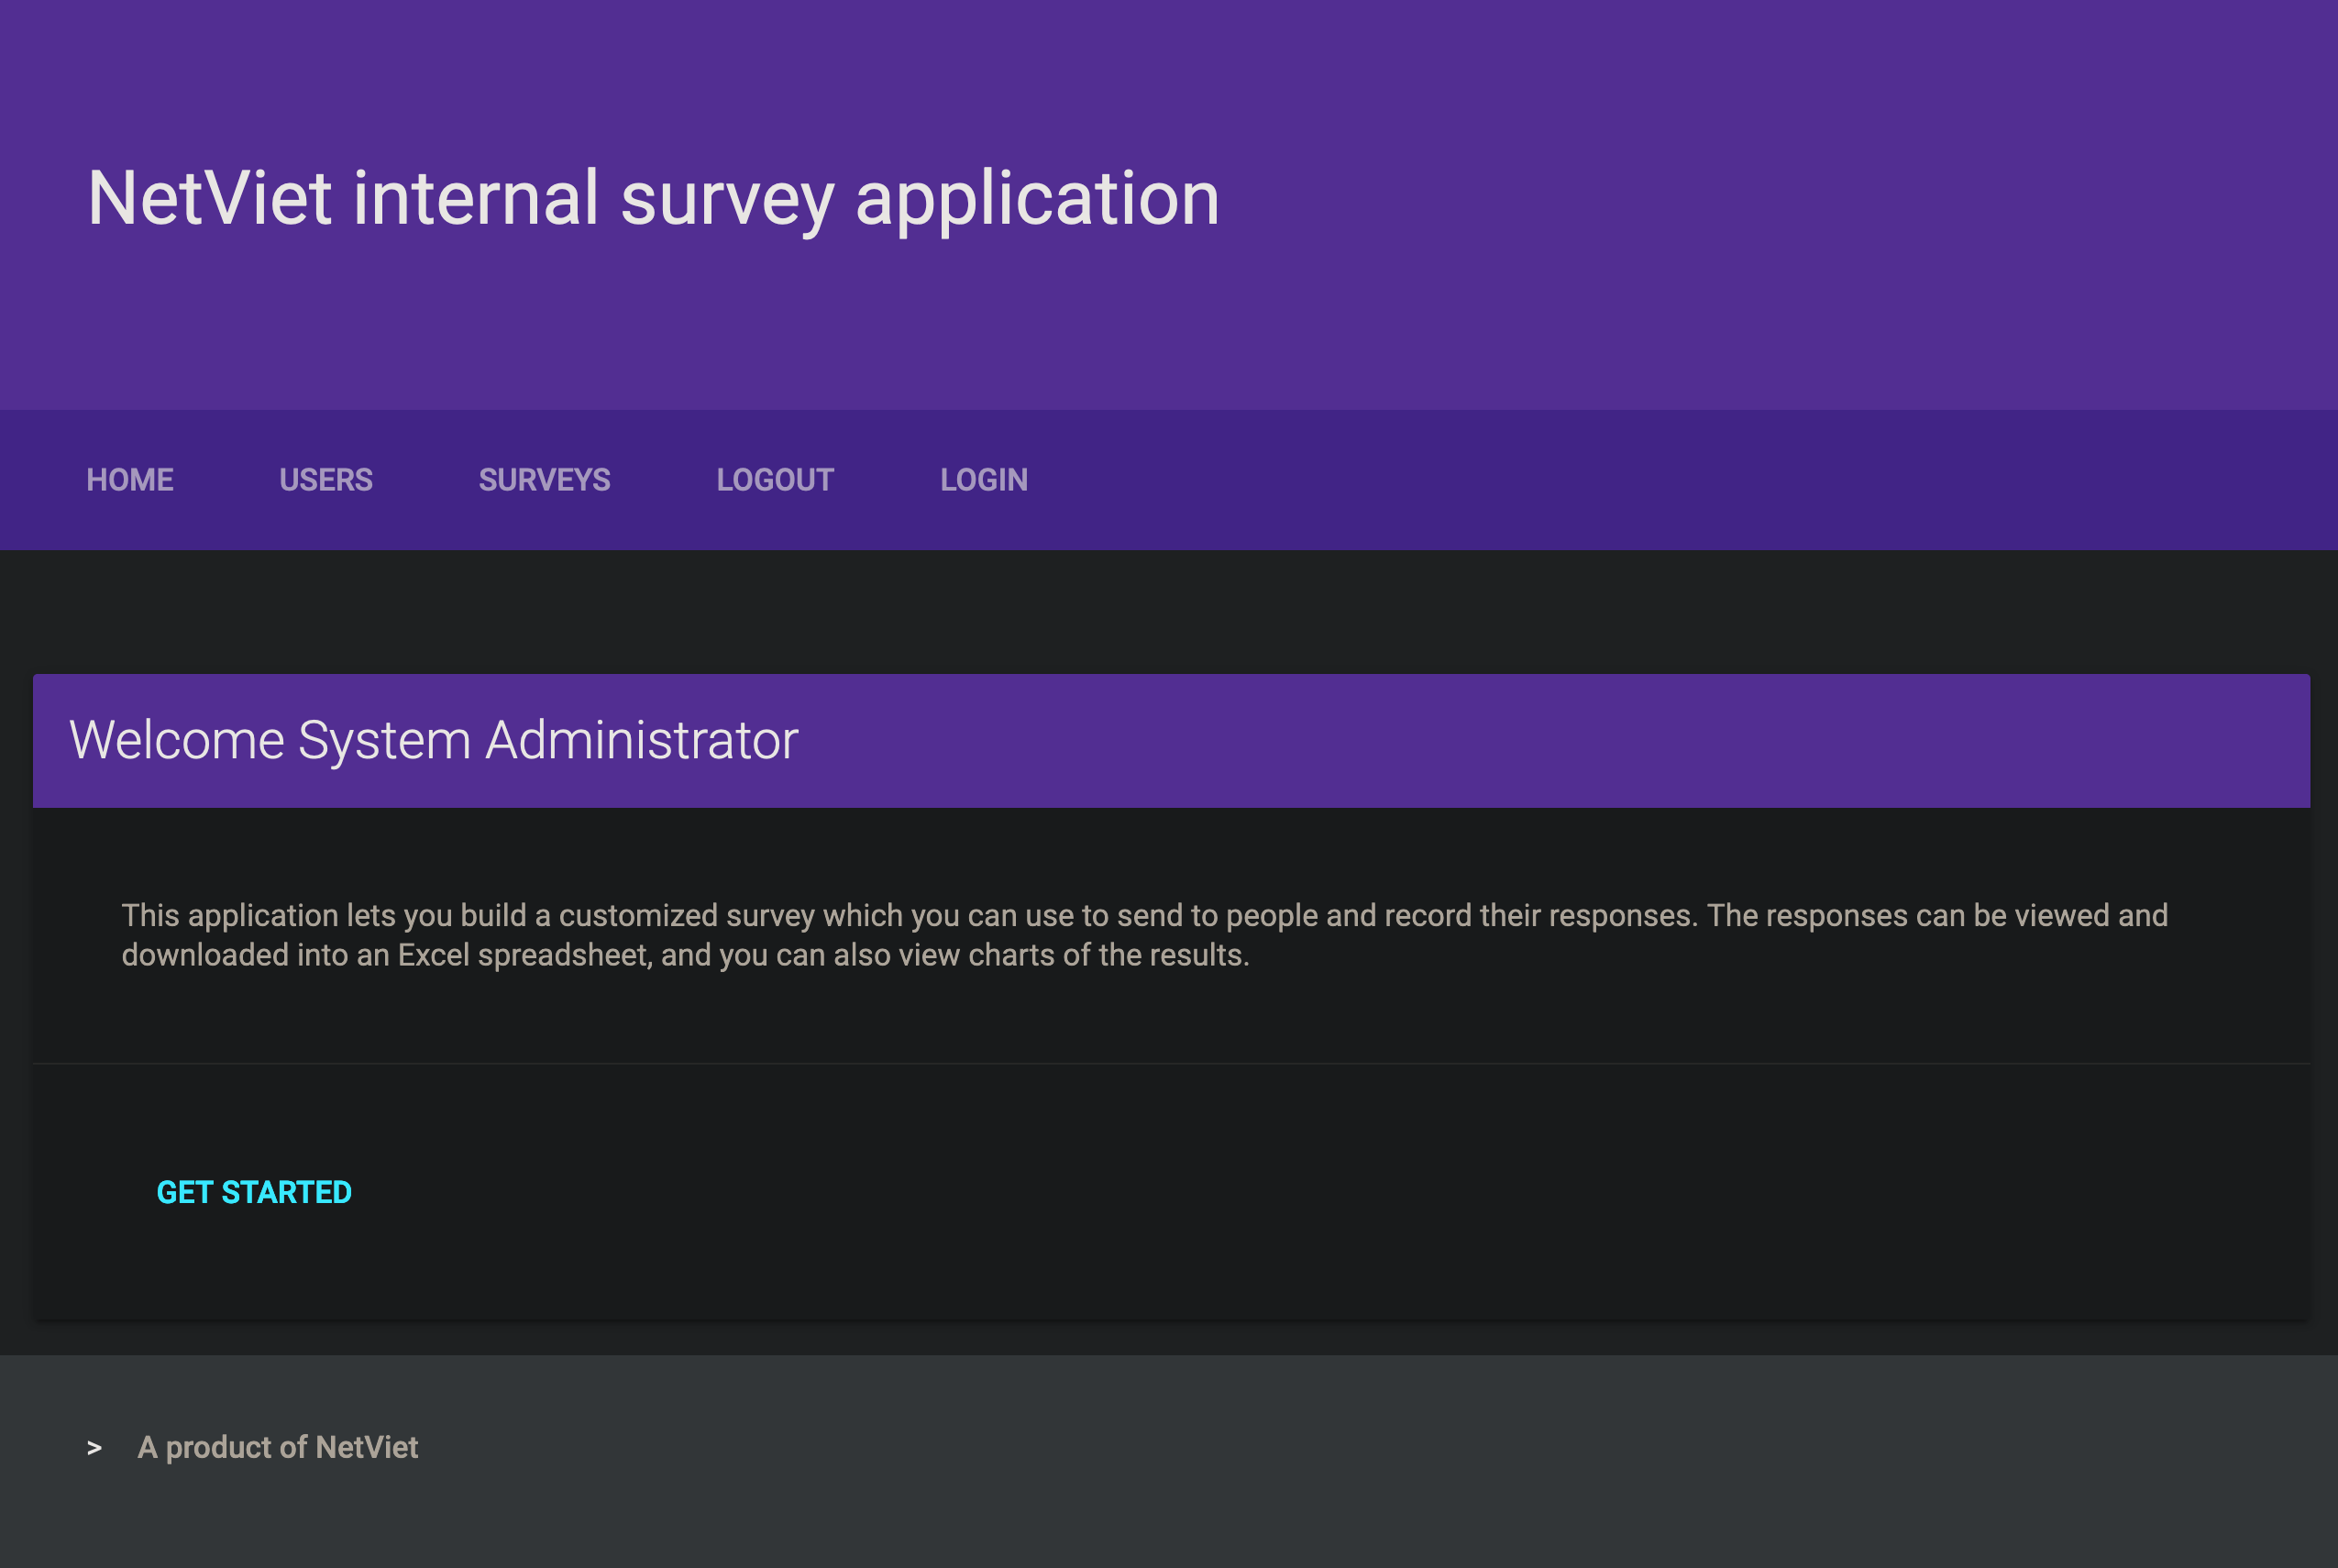 NetViet internal survey application
HOME USERS SURVEYS LOGOUT LOGIN
Welcome System Administrator
This application lets you build a customized survey which you can use to send to people and record their responses. The responses can be viewed and
downloaded into an Excel spreadsheet, and you can also view charts of the results.
GET STARTED
> A product of NetViet